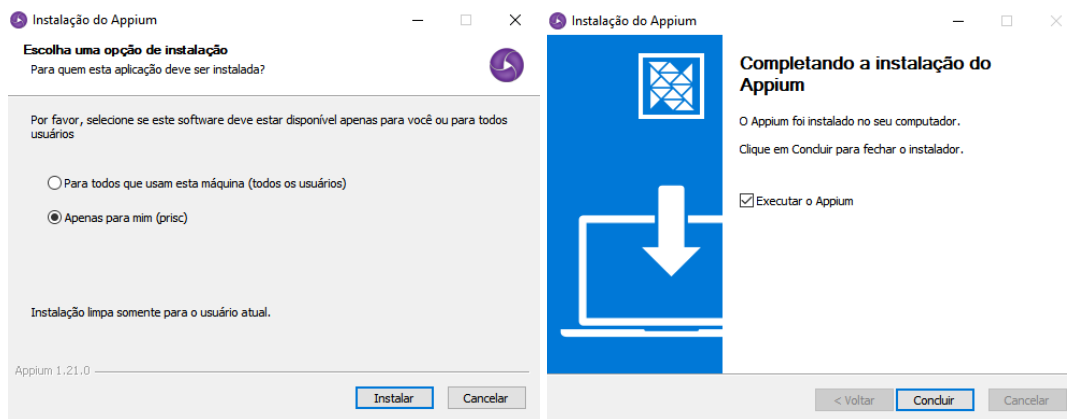 Instalação do Appium
Escolha uma opção de instalação
Para quem esta aplicação deve ser instalada?
Por favor, selecione se este software deve estar disponível apenas para você ou para todos
usuários
Para todos que usam esta máquina (todos os usuários)
Apenas para mim (prisc)
Instalação limpa somente para o usuário atual.
Appium 1.21.0
Instalar
Cancelar
Instalação do Appium
Completando a instalação do
Appium
O Appium foi instalado no seu computador.
Clique em Concluir para fechar o instalador.
Executar o Appium
< Voltar
Concluir
Cancelar